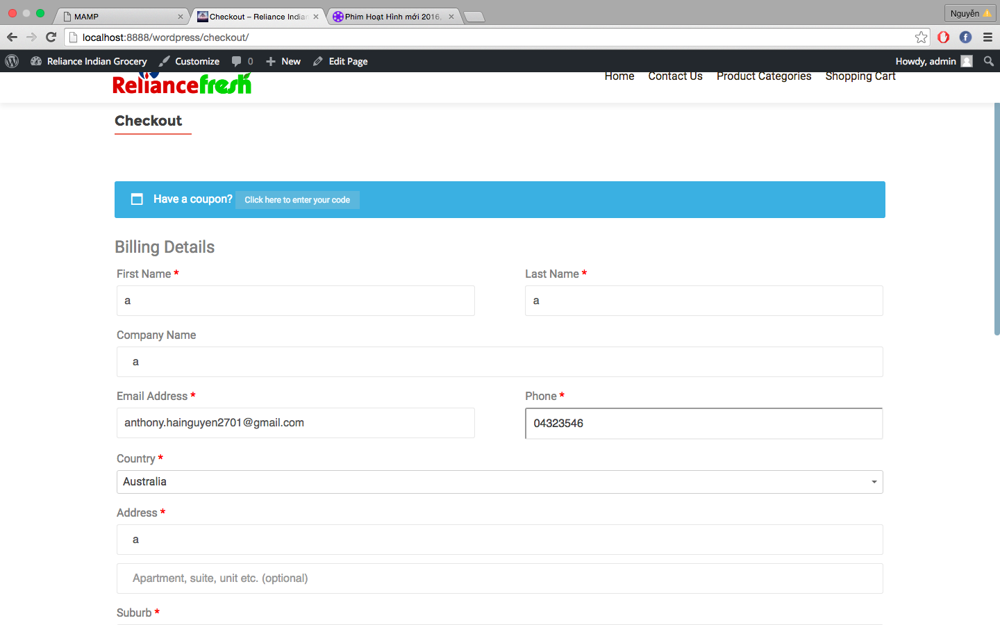 MAMP
Checkout – Reliance Indian
Phim Hoạt Hình mới 2016,
Nguyễn
localhost:8888/wordpress/checkout/
Reliance Indian Grocery
Customize
0
New
Edit Page
Howdy, admin
Reliancefresh
Home
Contact Us
Product Categories
Shopping Cart
Checkout
Have a coupon? Click here to enter your code
Billing Details
First Name *
Last Name *
a
a
Company Name
a
Email Address *
Phone *
anthony.hainguyen2701@gmail.com
04323546
Country *
Australia
Address *
a
Apartment, suite, unit etc. (optional)
Suburb *